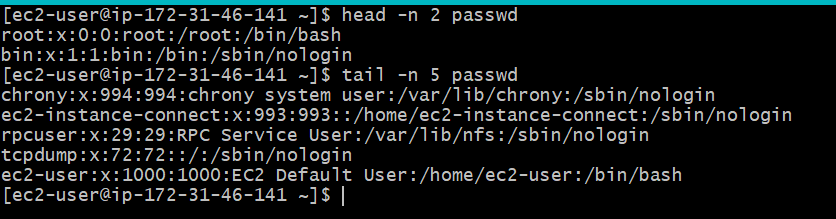 [ec2-user@ip-172-31-46-141 ~]$ head -n 2 passwd
root:x:0:0:root:/root:/bin/bash
bin:x:1:1:bin:/bin:/sbin/nologin
[ec2-user@ip-172-31-46-141 ~]$ tail -n 5 passwd
chrony:x:994:994:chrony system user:/var/lib/chrony:/sbin/nologin
ec2-instance-connect:x:993:993::/home/ec2-instance-connect:/sbin/nologin
rpcuser:x:29:29:RPC Service User:/var/lib/nfs:/sbin/nologin
tcpdump:x:72:72::/:/sbin/nologin
ec2-user:x:1000:1000:EC2 Default User:/home/ec2-user:/bin/bash
[ec2-user@ip-172-31-46-141 ~]$